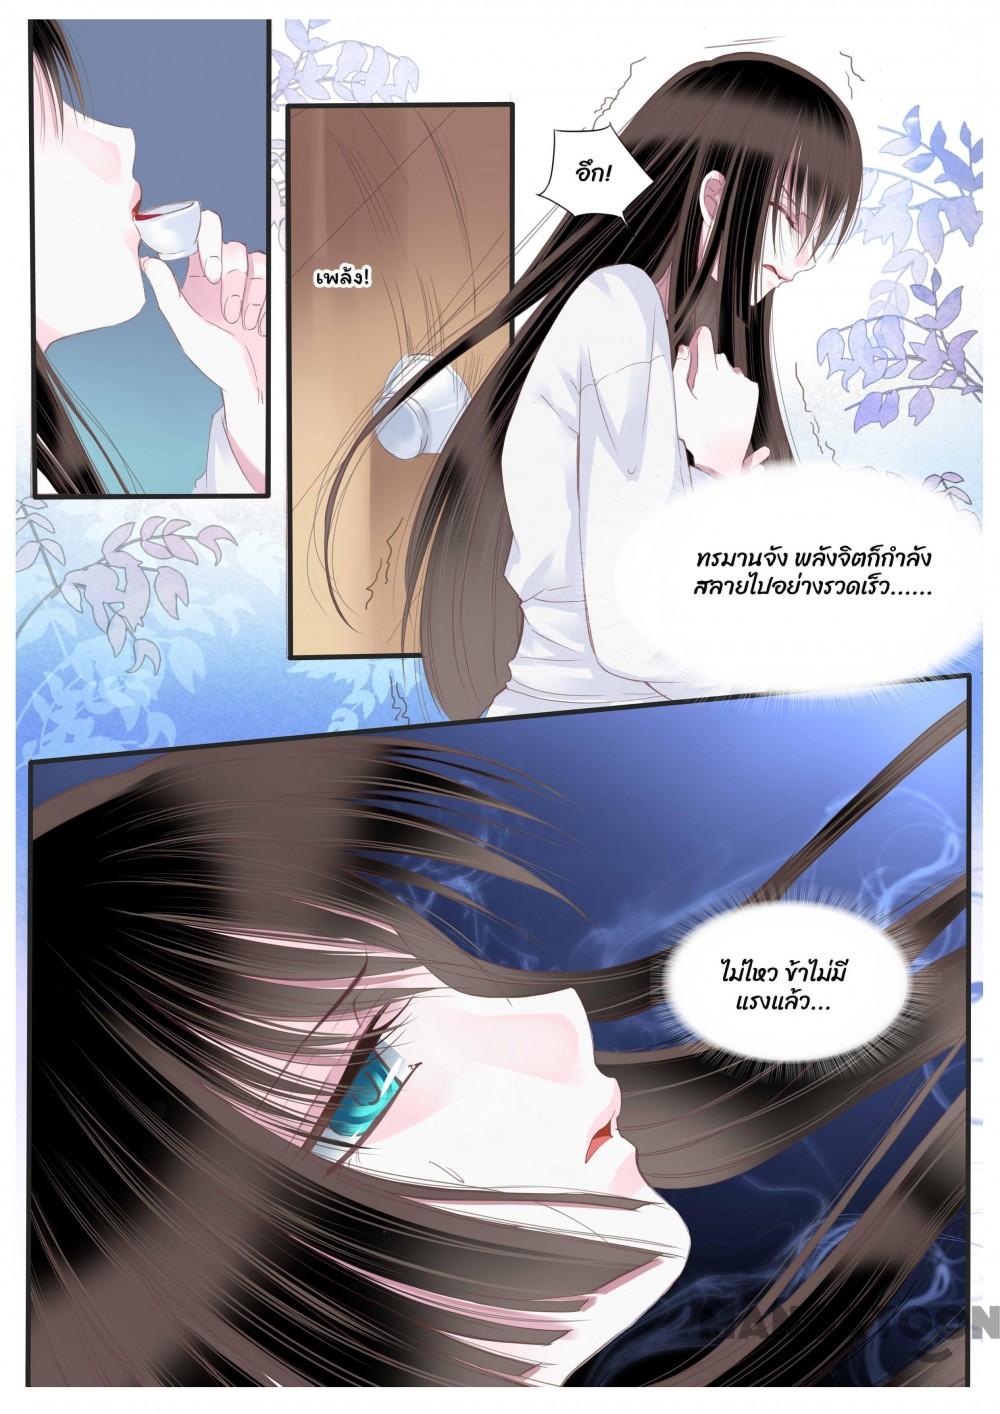 อึก!
เพล้ง!
ทรมานจัง พลังจิตก็กำลัง
สลายไปอย่างรวดเร็ว......
ไม่ไหว ข้าไม่มี
แรงแล้ว...